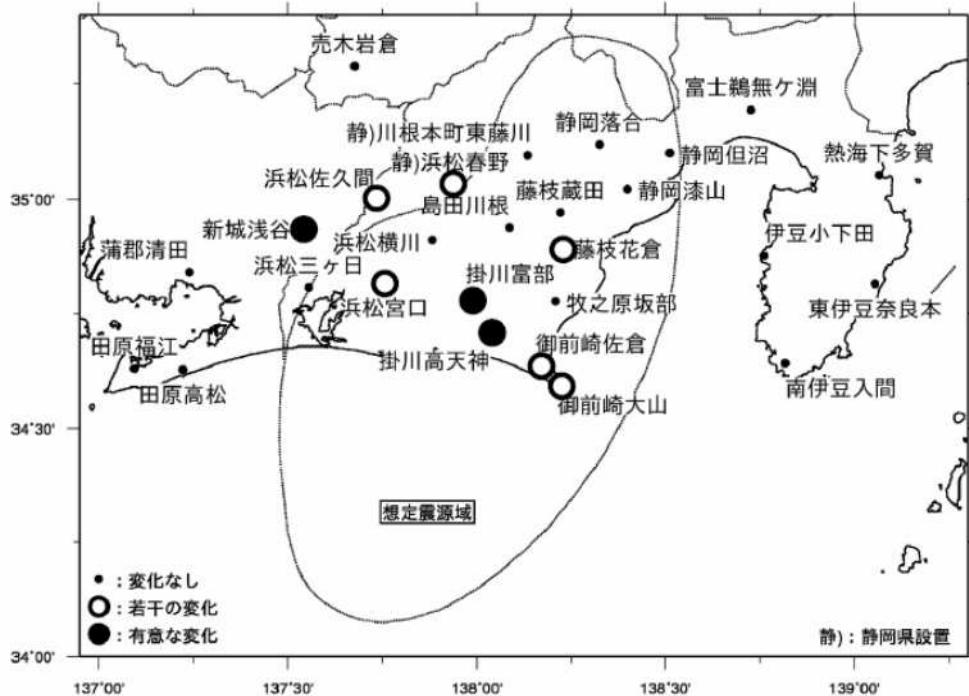 売木岩倉
富士鵜無ケ淵
静)川根本町東藤川
静岡落合
静)浜松春野
静岡但沼
熱海下多賀
浜松佐久間
藤枝蔵田
静岡漆山
35°00'
島田川根
新城浅谷
浜松横川
藤枝花倉
伊豆小下田
蒲郡清田
浜松三ヶ日
掛川富部
浜松宮口
牧之原坂部
東伊豆奈良本
田原福江
掛川高天神
御前崎佐倉
田原高松
南伊豆入間
御前崎大山
34°30'
想定震源域
・：変化なし
○：若干の変化
●：有意な変化
静)：静岡県設置
34°00'
137°00'
137°30'
138°00'
138°30'
139°00'